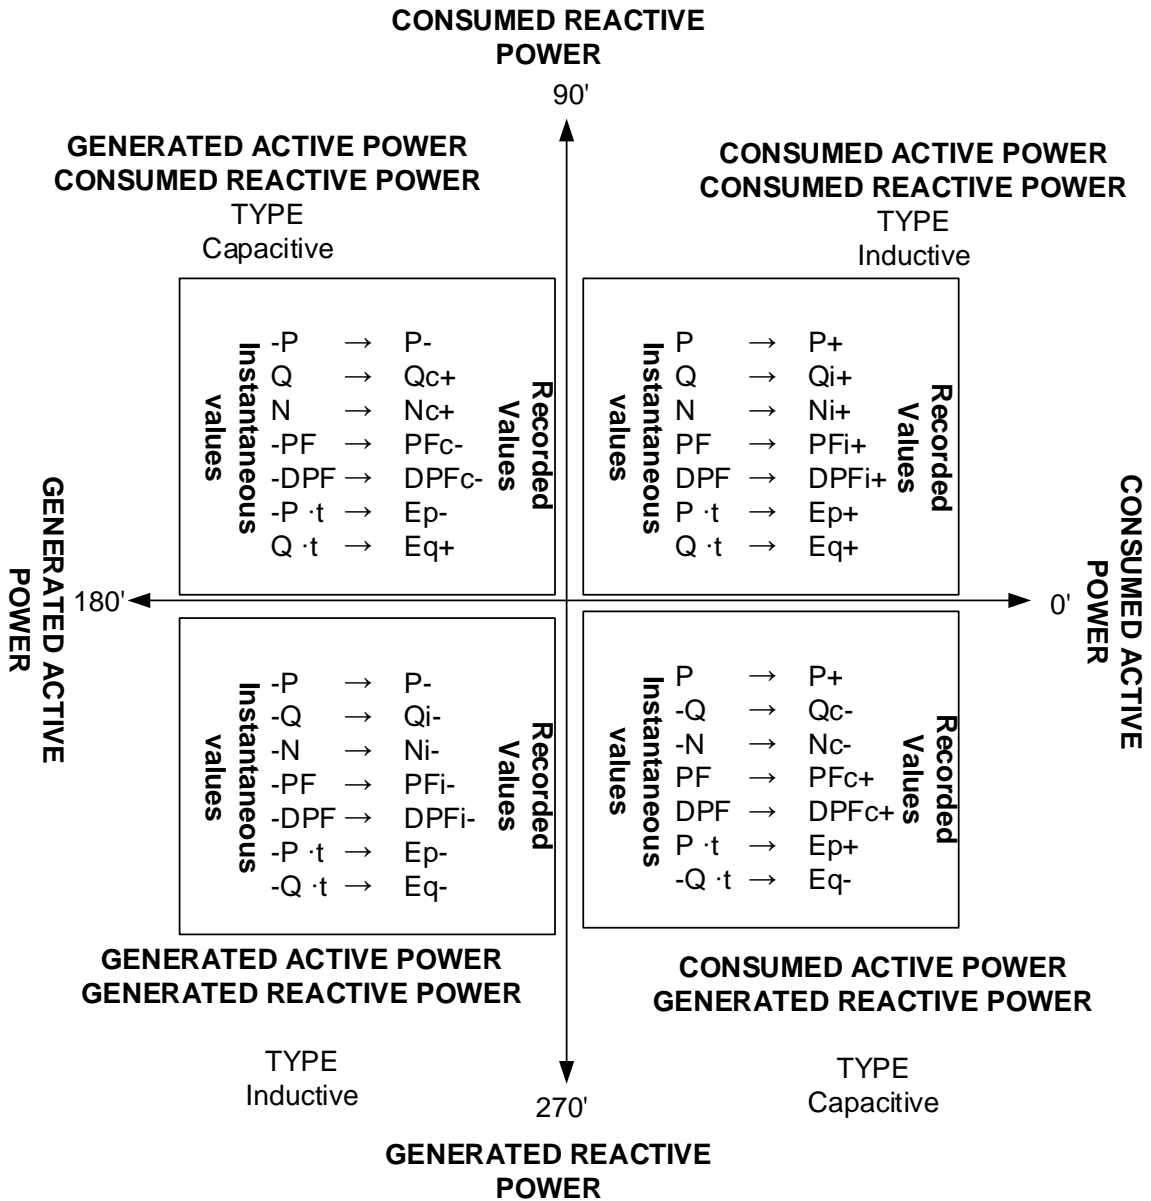 CONSUMED REACTIVE
POWER
90'
GENERATED ACTIVE POWER
CONSUMED REACTIVE POWER
TYPE
Capacitive
CONSUMED ACTIVE POWER
CONSUMED REACTIVE POWER
TYPE
Inductive
Instantaneous
values
-P → P-
Q → Qc+
N → Nc+
-PF → PFc-
-DPF → DPFc-
-P ·t → Ep-
Q ·t → Eq+
Recorded
Values
Instantaneous
values
P → P+
Q → Qi+
N → Ni+
PF → PFi+
DPF → DPFi+
P ·t → Ep+
Q ·t → Eq+
Recorded
Values
GENERATED ACTIVE
POWER
180'
0'
CONSUMED ACTIVE
POWER
Instantaneous
values
-P → P-
-Q → Qi-
-N → Ni-
-PF → PFi-
-DPF → DPFi-
-P ·t → Ep-
-Q ·t → Eq-
Recorded
Values
Instantaneous
values
P → P+
-Q → Qc-
-N → Nc-
PF → PFc+
DPF → DPFc+
P ·t → Ep+
-Q ·t → Eq-
Recorded
Values
GENERATED ACTIVE POWER
GENERATED REACTIVE POWER
TYPE
Inductive
CONSUMED ACTIVE POWER
GENERATED REACTIVE POWER
TYPE
Capacitive
270'
GENERATED REACTIVE
POWER